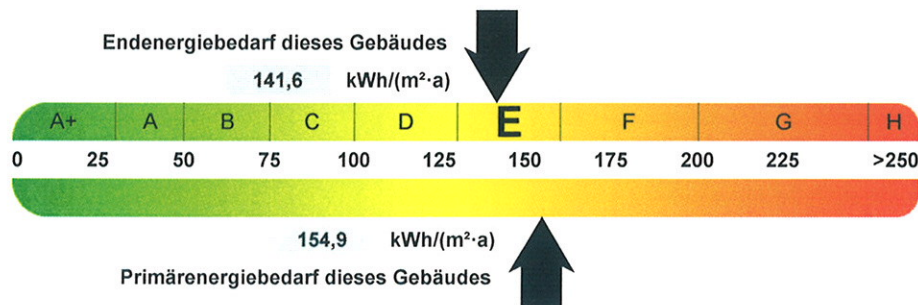 Endenergiebedarf dieses Gebäudes
141,6 kWh/(m²·a)
A+ A B C D E F G H
0 25 50 75 100 125 150 175 200 225 >250
154,9 kWh/(m²·a)
Primärenergiebedarf dieses Gebäudes